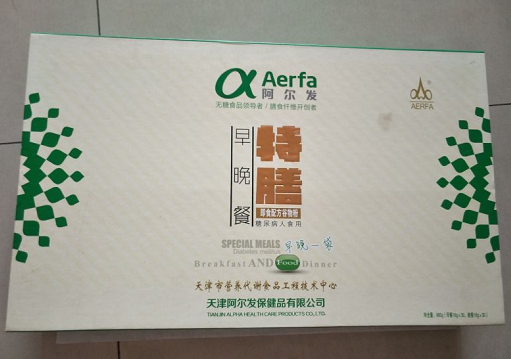 α Aerfa
阿尔发
无糖食品领导者 / 膳食纤维开创者
AERFA
早晚餐
特膳
即食配方谷物粉
糖尿病人食用
SPECIAL MEALS 早晚一餐
Diabetes mellitus
Breakfast AND Food Dinner
天津市营养代谢食品工程技术中心
天津阿尔发保健品有限公司
TIANJIN ALPHA HEALTH CARE PRODUCTS CO.,LTD.